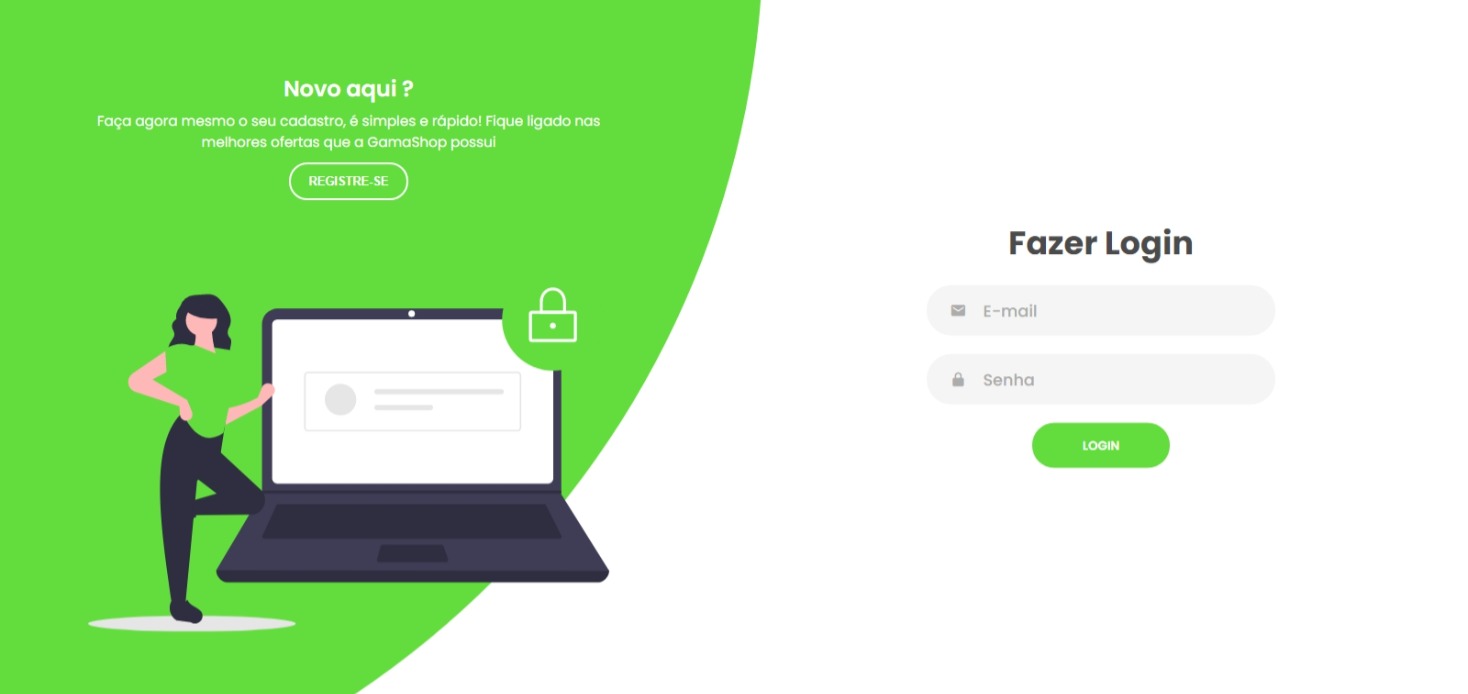 Novo aqui ?
Faça agora mesmo o seu cadastro, é simples e rápido! Fique ligado nas
melhores ofertas que a GamaShop possui
REGISTRE-SE
Fazer Login
E-mail
Senha
LOGIN